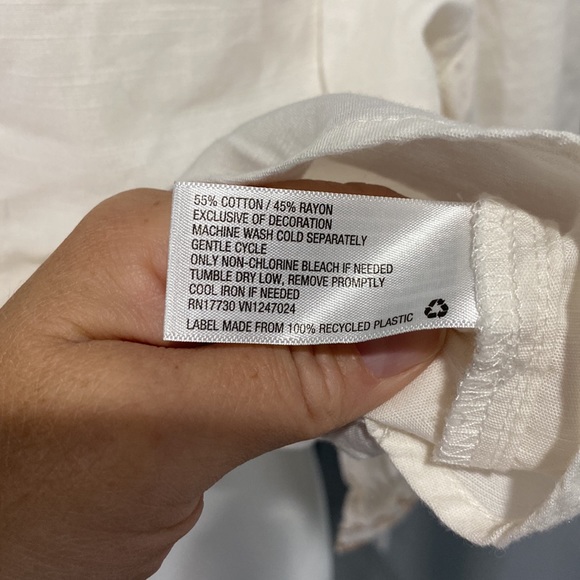 55% COTTON / 45% RAYON
EXCLUSIVE OF DECORATION
MACHINE WASH COLD SEPARATELY
GENTLE CYCLE
ONLY NON-CHLORINE BLEACH IF NEEDED
TUMBLE DRY LOW, REMOVE PROMPTLY
COOL IRON IF NEEDED
RN17730 VN1247024
LABEL MADE FROM 100% RECYCLED PLASTIC